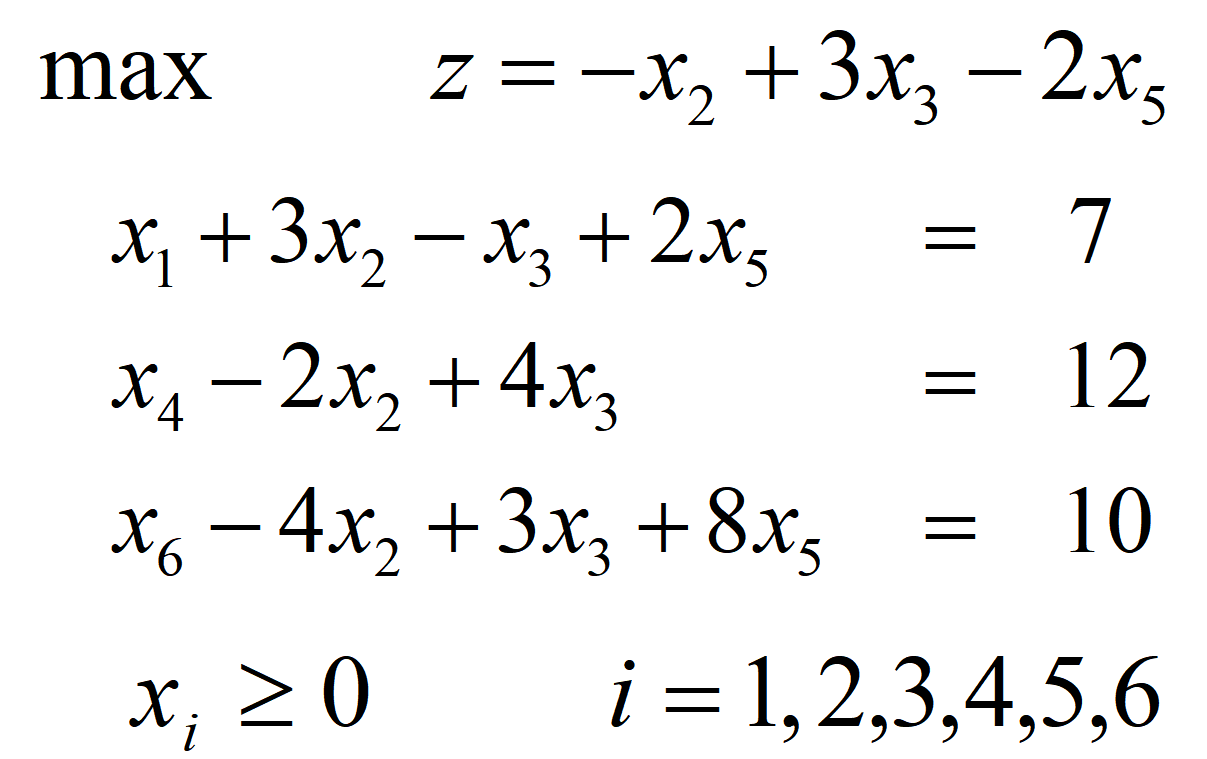 max z = −x₂ + 3x₃ − 2x₅
x₁ + 3x₂ − x₃ + 2x₅ = 7
x₄ − 2x₂ + 4x₃ = 12
x₆ − 4x₂ + 3x₃ + 8x₅ = 10
xᵢ ≥ 0 i = 1, 2,3,4,5,6